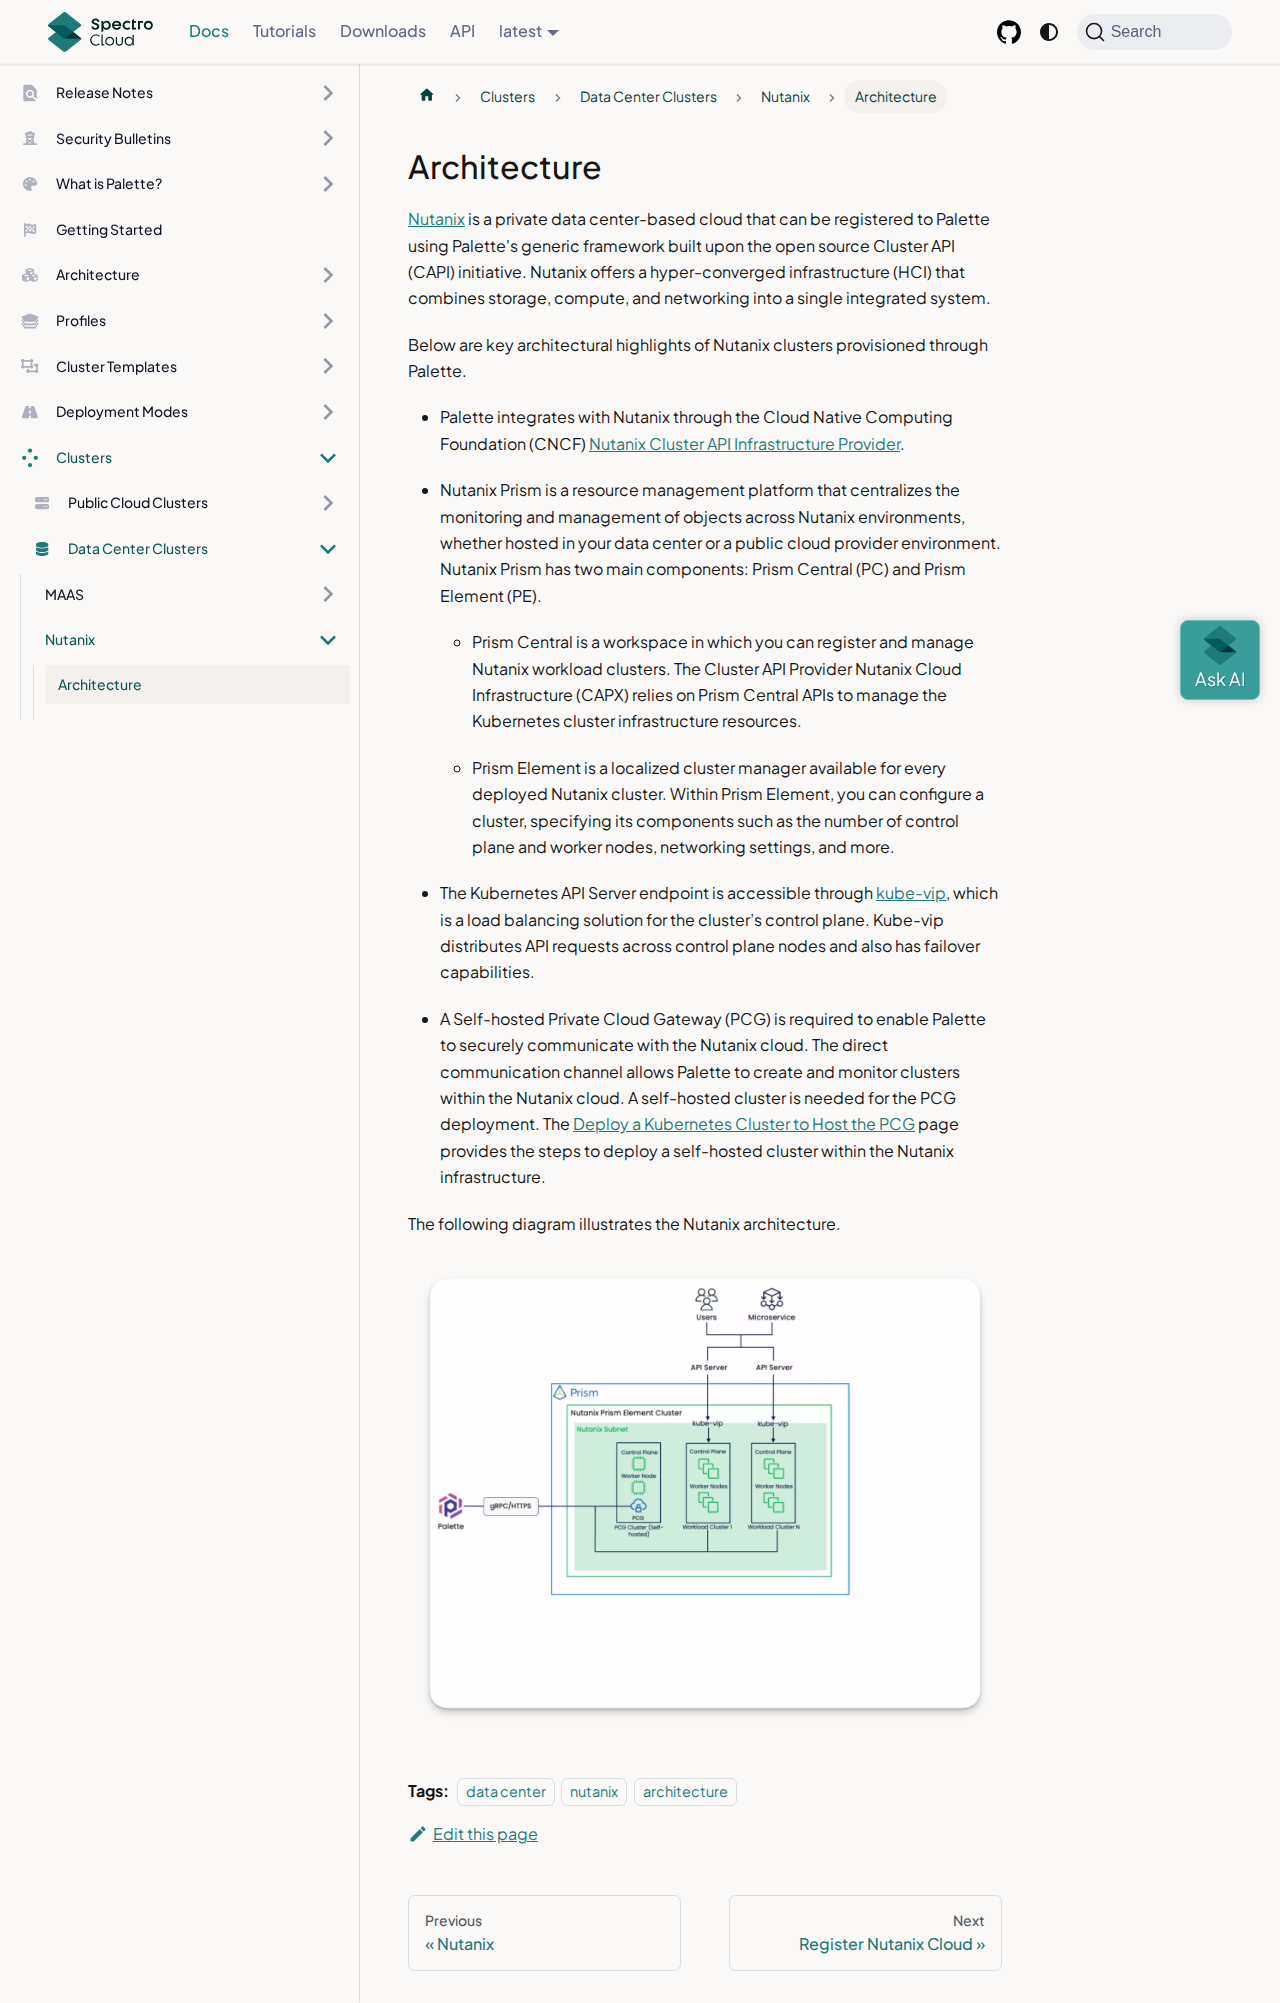 Spectro
Cloud
Docs
Tutorials
Downloads
API
latest
Search
Release Notes
Security Bulletins
What is Palette?
Getting Started
Architecture
Profiles
Cluster Templates
Deployment Modes
Clusters
Public Cloud Clusters
Data Center Clusters
MAAS
Nutanix
Architecture
Clusters
Data Center Clusters
Nutanix
Architecture
Architecture
Nutanix is a private data center-based cloud that can be registered to Palette
using Palette's generic framework built upon the open source Cluster API
(CAPI) initiative. Nutanix offers a hyper-converged infrastructure (HCI) that
combines storage, compute, and networking into a single integrated system.
Below are key architectural highlights of Nutanix clusters provisioned through
Palette.
Palette integrates with Nutanix through the Cloud Native Computing
Foundation (CNCF) Nutanix Cluster API Infrastructure Provider.
Nutanix Prism is a resource management platform that centralizes the
monitoring and management of objects across Nutanix environments,
whether hosted in your data center or a public cloud provider environment.
Nutanix Prism has two main components: Prism Central (PC) and Prism
Element (PE).
Prism Central is a workspace in which you can register and manage
Nutanix workload clusters. The Cluster API Provider Nutanix Cloud
Infrastructure (CAPX) relies on Prism Central APIs to manage the
Kubernetes cluster infrastructure resources.
Prism Element is a localized cluster manager available for every
deployed Nutanix cluster. Within Prism Element, you can configure a
cluster, specifying its components such as the number of control
plane and worker nodes, networking settings, and more.
The Kubernetes API Server endpoint is accessible through kube-vip, which
is a load balancing solution for the cluster’s control plane. Kube-vip
distributes API requests across control plane nodes and also has failover
capabilities.
A Self-hosted Private Cloud Gateway (PCG) is required to enable Palette
to securely communicate with the Nutanix cloud. The direct
communication channel allows Palette to create and monitor clusters
within the Nutanix cloud. A self-hosted cluster is needed for the PCG
deployment. The Deploy a Kubernetes Cluster to Host the PCG page
provides the steps to deploy a self-hosted cluster within the Nutanix
infrastructure.
The following diagram illustrates the Nutanix architecture.
Users
Microservice
API Server
API Server
Prism
Nutanix Prism Element Cluster
kube-vip
kube-vip
Nutanix Subnet
Control Plane
Control Plane
Control Plane
Worker Node
Worker Nodes
Worker Nodes
gRPC/HTTPS
PCG
Palette
PCG Cluster (Self-
hosted)
Workload Cluster 1
Workload Cluster N
Ask AI
Tags:
data center
nutanix
architecture
Edit this page
Previous
« Nutanix
Next
Register Nutanix Cloud »